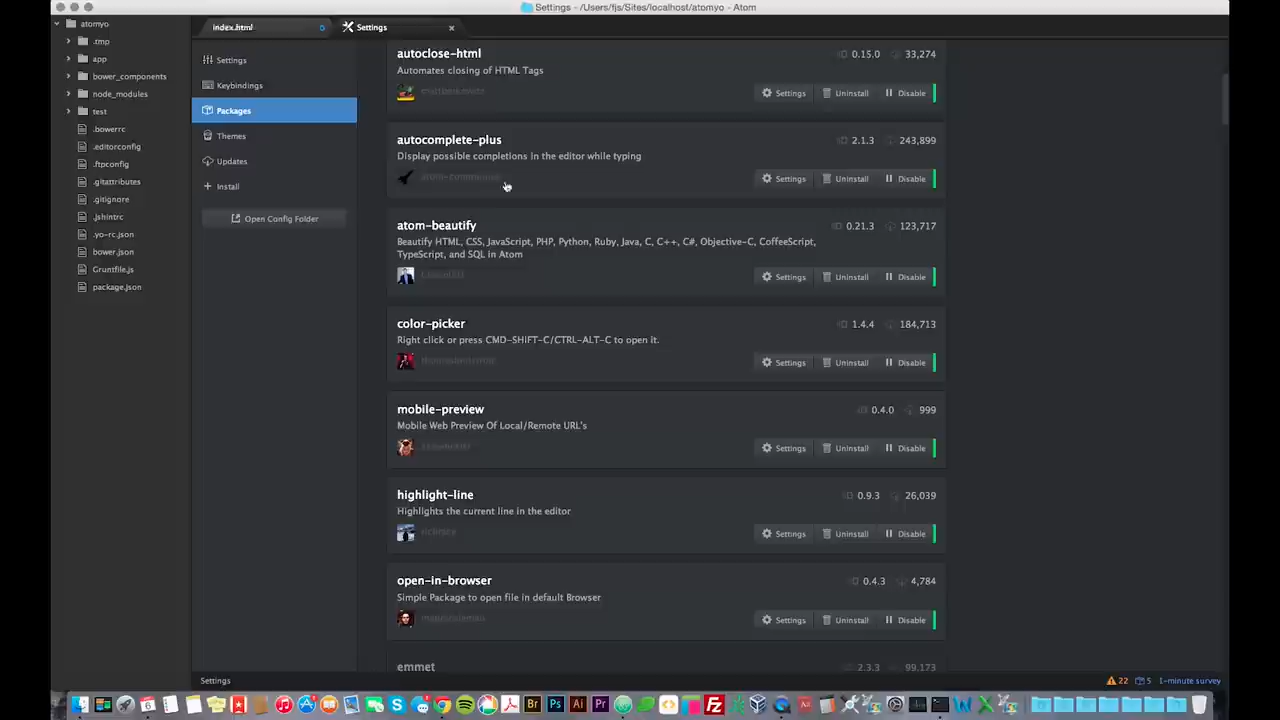 Settings - /Users/fjs/Sites/localhost/atomyo - Atom
atomyo
.tmp
app
bower_components
node_modules
test
.bowerrc
.editorconfig
.ftpconfig
.gitattributes
.gitignore
.jshintrc
.yo-rc.json
bower.json
Gruntfile.js
package.json
index.html
Settings
Settings
Keybindings
Packages
Themes
Updates
Install
Open Config Folder
autoclose-html 0.15.0 33,274
Automates closing of HTML Tags
Settings Uninstall Disable
autocomplete-plus 2.1.3 243,899
Display possible completions in the editor while typing
atom-community Settings Uninstall Disable
atom-beautify 0.21.3 123,717
Beautify HTML, CSS, JavaScript, PHP, Python, Ruby, Java, C, C++, C#, Objective-C, CoffeeScript,
TypeScript, and SQL in Atom
Settings Uninstall Disable
color-picker 1.4.4 184,713
Right click or press CMD-SHIFT-C/CTRL-ALT-C to open it.
Settings Uninstall Disable
mobile-preview 0.4.0 999
Mobile Web Preview Of Local/Remote URL's
Settings Uninstall Disable
highlight-line 0.9.3 26,039
Highlights the current line in the editor
Settings Uninstall Disable
open-in-browser 0.4.3 4,784
Simple Package to open file in default Browser
Settings Uninstall Disable
emmet 2.3.3 99,173
Settings
22 5 1-minute survey
Br Ps Ai Pr Fz